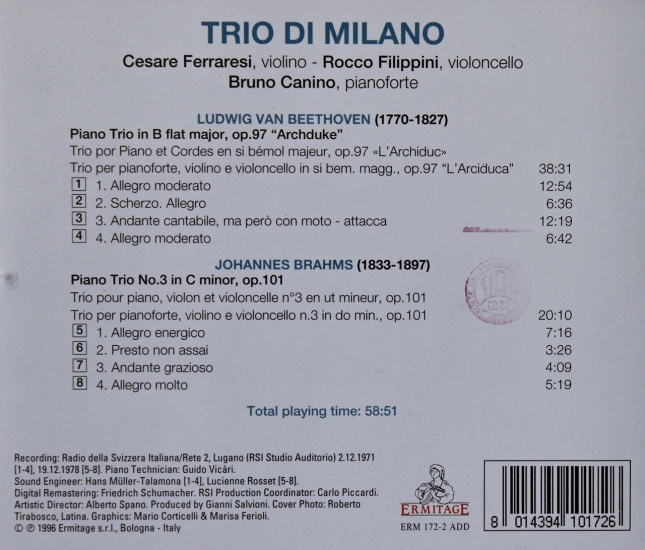 TRIO DI MILANO
Cesare Ferraresi, violino - Rocco Filippini, violoncello
Bruno Canino, pianoforte
LUDWIG VAN BEETHOVEN (1770-1827)
Piano Trio in B flat major, op.97 “Archduke”
Trio por Piano et Cordes en si bémol majeur, op.97 «L’Archiduc»
Trio per pianoforte, violino e violoncello in si bem. magg., op.97 “L’Arciduca” 38:31
1 1. Allegro moderato 12:54
2 2. Scherzo. Allegro 6:36
3 3. Andante cantabile, ma però con moto - attacca 12:19
4 4. Allegro moderato 6:42
JOHANNES BRAHMS (1833-1897)
Piano Trio No.3 in C minor, op.101
Trio pour piano, violon et violoncelle n°3 en ut mineur, op.101
Trio per pianoforte, violino e violoncello n.3 in do min., op.101 20:10
5 1. Allegro energico 7:16
6 2. Presto non assai 3:26
7 3. Andante grazioso 4:09
8 4. Allegro molto 5:19
Total playing time: 58:51
Recording: Radio della Svizzera Italiana/Rete 2, Lugano (RSI Studio Auditorio) 2.12.1971
[1-4], 19.12.1978 [5-8]. Piano Technician: Guido Vicàri.
Sound Engineer: Hans Müller-Talamona [1-4], Lucienne Rosset [5-8].
Digital Remastering: Friedrich Schumacher. RSI Production Coordinator: Carlo Piccardi.
Artistic Director: Alberto Spano. Produced by Gianni Salvioni. Cover Photo: Roberto
Tirabosco, Latina. Graphics: Mario Corticelli & Marisa Ferioli.
© ℗ 1996 Ermitage s.r.l., Bologna - Italy
ERMITAGE
ERM 172-2 ADD
8 014394 101726